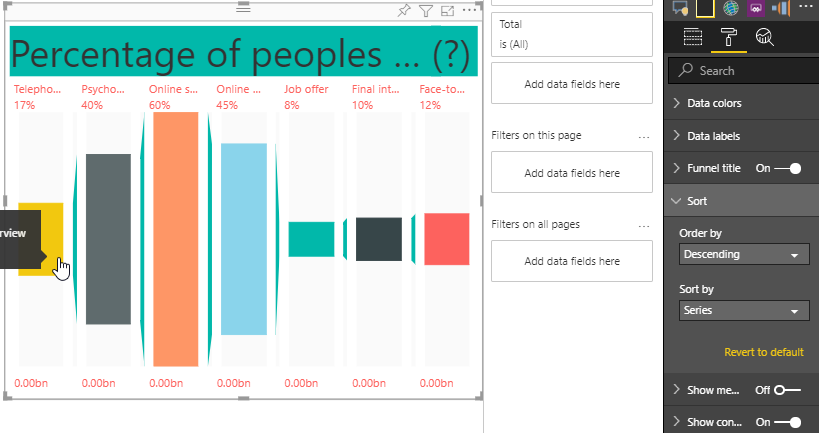 Percentage of peoples ... (?)
Telepho... Psycho... Online s... Online ... Job offer Final int... Face-to...
17% 40% 60% 45% 8% 10% 12%
rview
0.00bn 0.00bn 0.00bn 0.00bn 0.00bn 0.00bn 0.00bn
Total
is (All)
Add data fields here
Filters on this page ...
Add data fields here
Filters on all pages ...
Add data fields here
Search
Data colors
Data labels
Funnel title On
Sort
Order by
Descending
Sort by
Series
Revert to default
Show me... Off
Show con... On